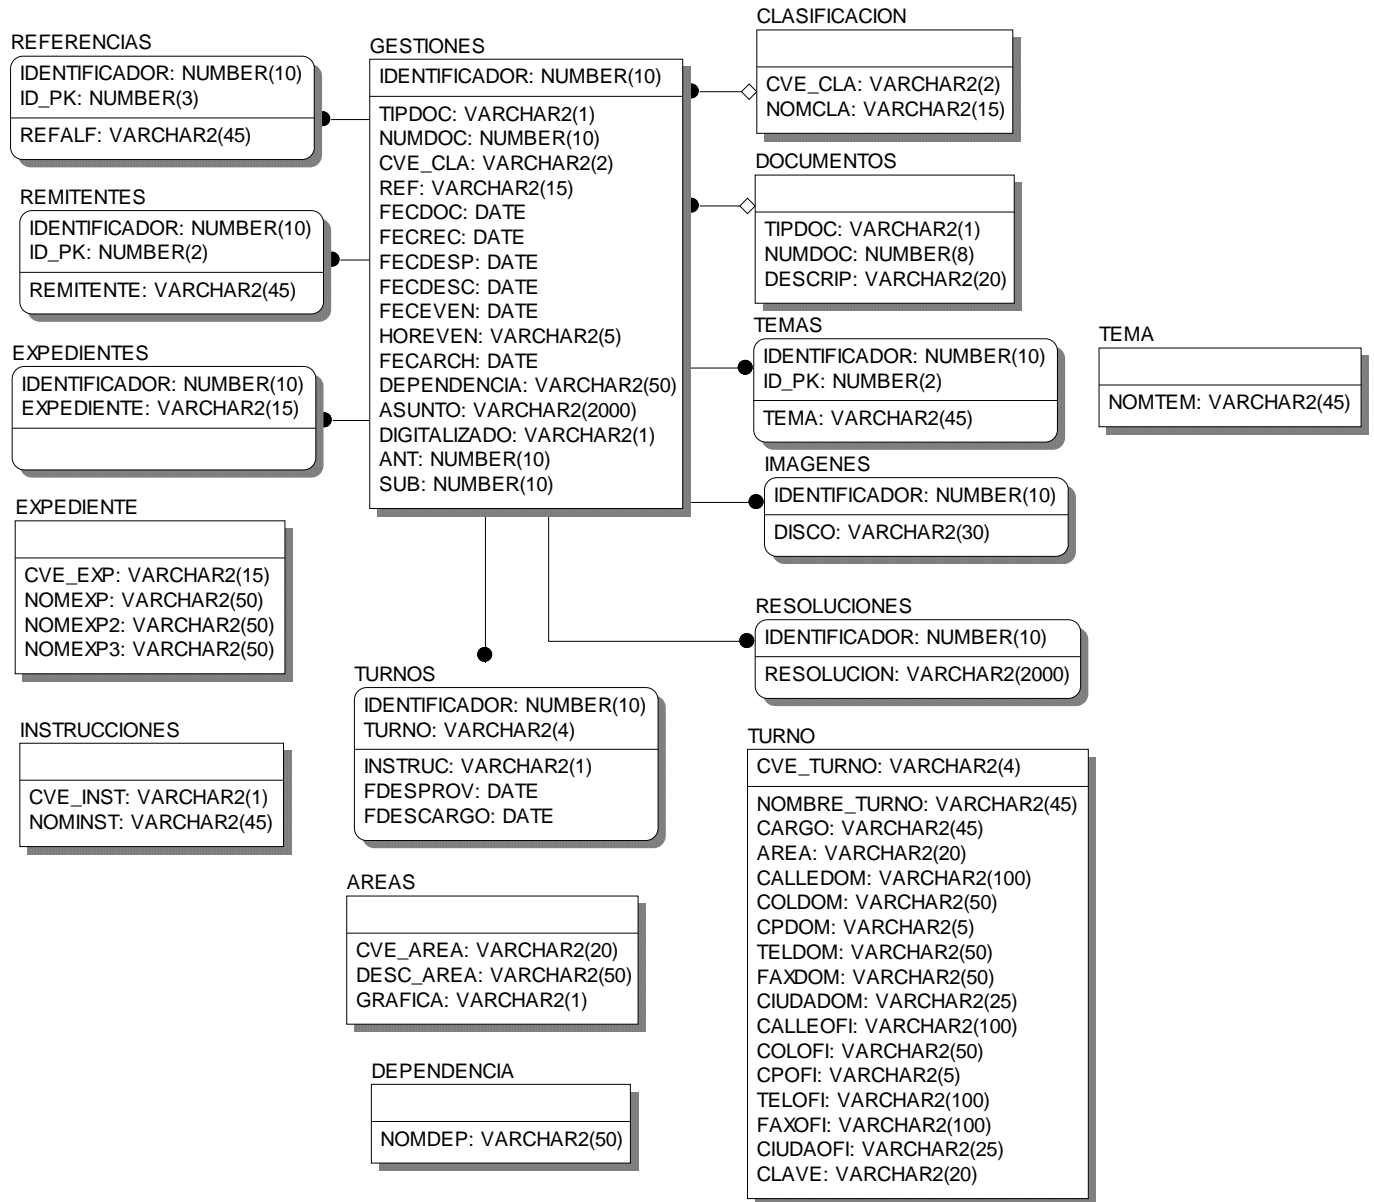 REFERENCIAS
IDENTIFICADOR: NUMBER(10)
ID_PK: NUMBER(3)
REFALF: VARCHAR2(45)
REMITENTES
IDENTIFICADOR: NUMBER(10)
ID_PK: NUMBER(2)
REMITENTE: VARCHAR2(45)
EXPEDIENTES
IDENTIFICADOR: NUMBER(10)
EXPEDIENTE: VARCHAR2(15)
EXPEDIENTE
CVE_EXP: VARCHAR2(15)
NOMEXP: VARCHAR2(50)
NOMEXP2: VARCHAR2(50)
NOMEXP3: VARCHAR2(50)
INSTRUCCIONES
CVE_INST: VARCHAR2(1)
NOMINST: VARCHAR2(45)
GESTIONES
IDENTIFICADOR: NUMBER(10)
TIPDOC: VARCHAR2(1)
NUMDOC: NUMBER(10)
CVE_CLA: VARCHAR2(2)
REF: VARCHAR2(15)
FECDOC: DATE
FECREC: DATE
FECDESP: DATE
FECDESC: DATE
FECEVEN: DATE
HOREVEN: VARCHAR2(5)
FECARCH: DATE
DEPENDENCIA: VARCHAR2(50)
ASUNTO: VARCHAR2(2000)
DIGITALIZADO: VARCHAR2(1)
ANT: NUMBER(10)
SUB: NUMBER(10)
TURNOS
IDENTIFICADOR: NUMBER(10)
TURNO: VARCHAR2(4)
INSTRUC: VARCHAR2(1)
FDESPROV: DATE
FDESCARGO: DATE
AREAS
CVE_AREA: VARCHAR2(20)
DESC_AREA: VARCHAR2(50)
GRAFICA: VARCHAR2(1)
DEPENDENCIA
NOMDEP: VARCHAR2(50)
CLASIFICACION
CVE_CLA: VARCHAR2(2)
NOMCLA: VARCHAR2(15)
DOCUMENTOS
TIPDOC: VARCHAR2(1)
NUMDOC: NUMBER(8)
DESCRIP: VARCHAR2(20)
TEMAS
IDENTIFICADOR: NUMBER(10)
ID_PK: NUMBER(2)
TEMA: VARCHAR2(45)
TEMA
NOMTEM: VARCHAR2(45)
IMAGENES
IDENTIFICADOR: NUMBER(10)
DISCO: VARCHAR2(30)
RESOLUCIONES
IDENTIFICADOR: NUMBER(10)
RESOLUCION: VARCHAR2(2000)
TURNO
CVE_TURNO: VARCHAR2(4)
NOMBRE_TURNO: VARCHAR2(45)
CARGO: VARCHAR2(45)
AREA: VARCHAR2(20)
CALLEDOM: VARCHAR2(100)
COLDOM: VARCHAR2(50)
CPDOM: VARCHAR2(5)
TELDOM: VARCHAR2(50)
FAXDOM: VARCHAR2(50)
CIUDADOM: VARCHAR2(25)
CALLEOFI: VARCHAR2(100)
COLOFI: VARCHAR2(50)
CPOFI: VARCHAR2(5)
TELOFI: VARCHAR2(100)
FAXOFI: VARCHAR2(100)
CIUDAOFI: VARCHAR2(25)
CLAVE: VARCHAR2(20)